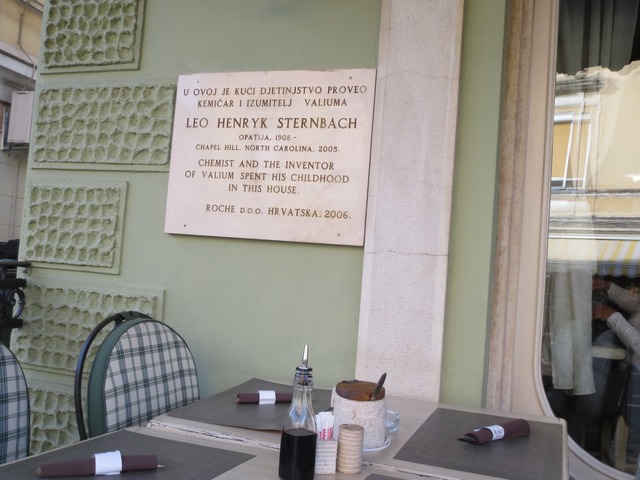 U OVOJ JE KUĆI DJETINJSTVO PROVEO
KEMIČAR I IZUMITELJ VALIUMA
LEO HENRYK STERNBACH
OPATIJA, 1908.-
CHAPEL HILL, NORTH CAROLINA, 2005.
CHEMIST AND THE INVENTOR
OF VALIUM SPENT HIS CHILDHOOD
IN THIS HOUSE.
ROCHE D.O.O. HRVATSKA, 2006.